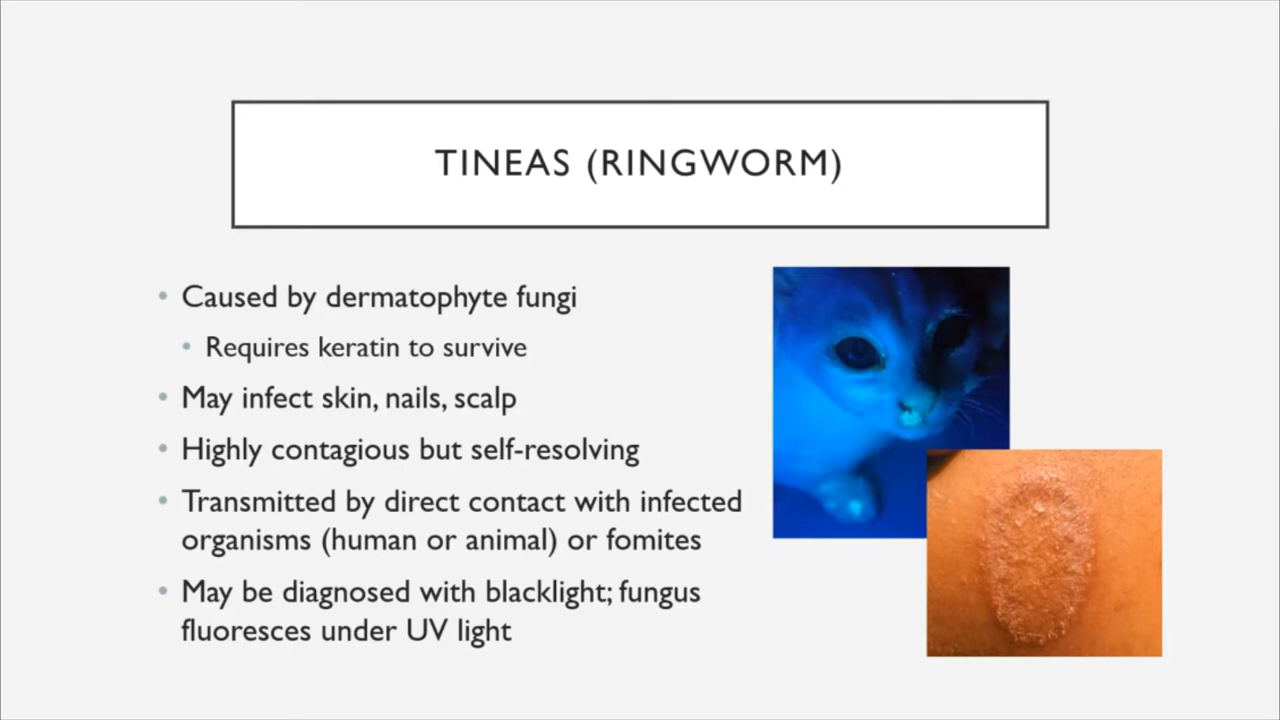 TINEAS (RINGWORM)
• Caused by dermatophyte fungi
• Requires keratin to survive
• May infect skin, nails, scalp
• Highly contagious but self-resolving
• Transmitted by direct contact with infected
organisms (human or animal) or fomites
• May be diagnosed with blacklight; fungus
fluoresces under UV light